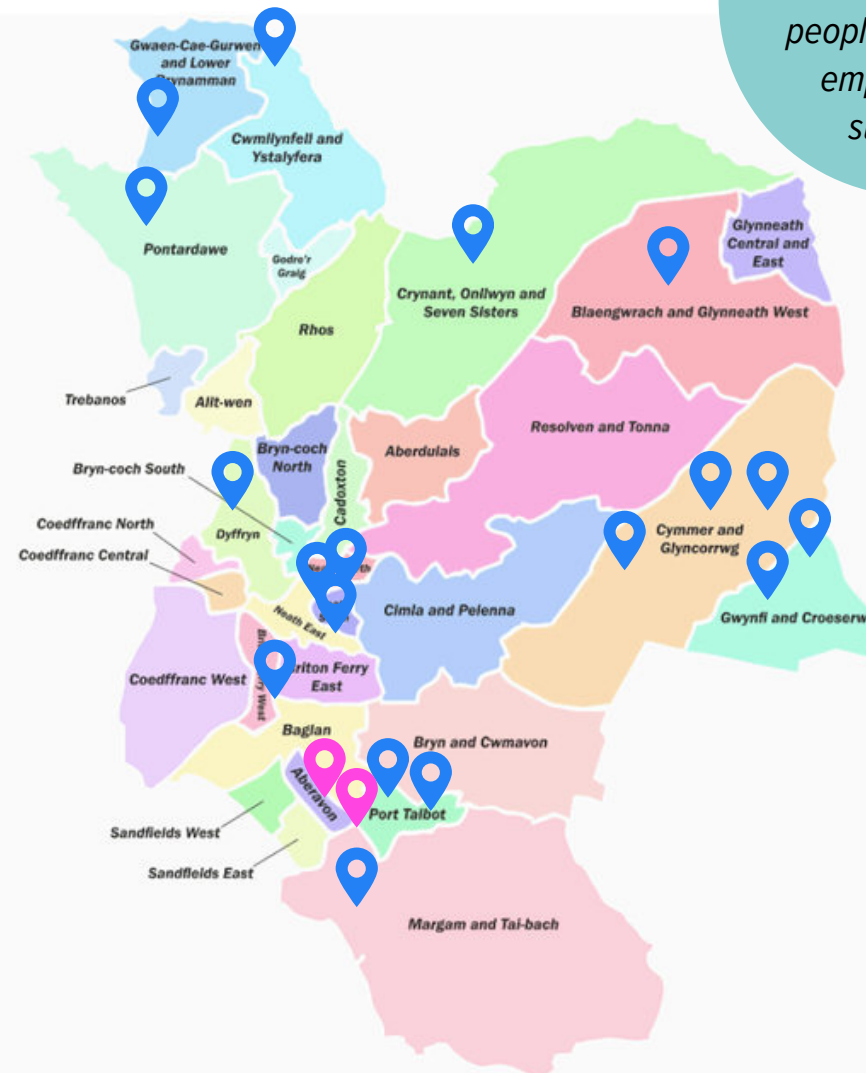 people
emp
su
Gwaen-Cae-Gurwen
and Lower
Brynamman
Cwmllynfell and
Ystalyfera
Pontardawe
Godre'r
Graig
Glynneath
Central and
East
Crynant, Onllwyn and
Seven Sisters
Blaengwrach and Glynneath West
Rhos
Trebanos
Allt-wen
Bryn-coch
North
Aberdulais
Resolven and Tonna
Bryn-coch South
Cadoxton
Coedffranc North
Dyffryn
Coedffranc Central
Cymmer and
Glyncorrwg
Neath East
Cimla and Pelenna
Gwynfi and Croeserw
Coedffranc West
Briton Ferry
East
West
Baglan
Bryn and Cwmavon
Aberavon
Port Talbot
Sandfields West
Sandfields East
Margam and Tai-bach